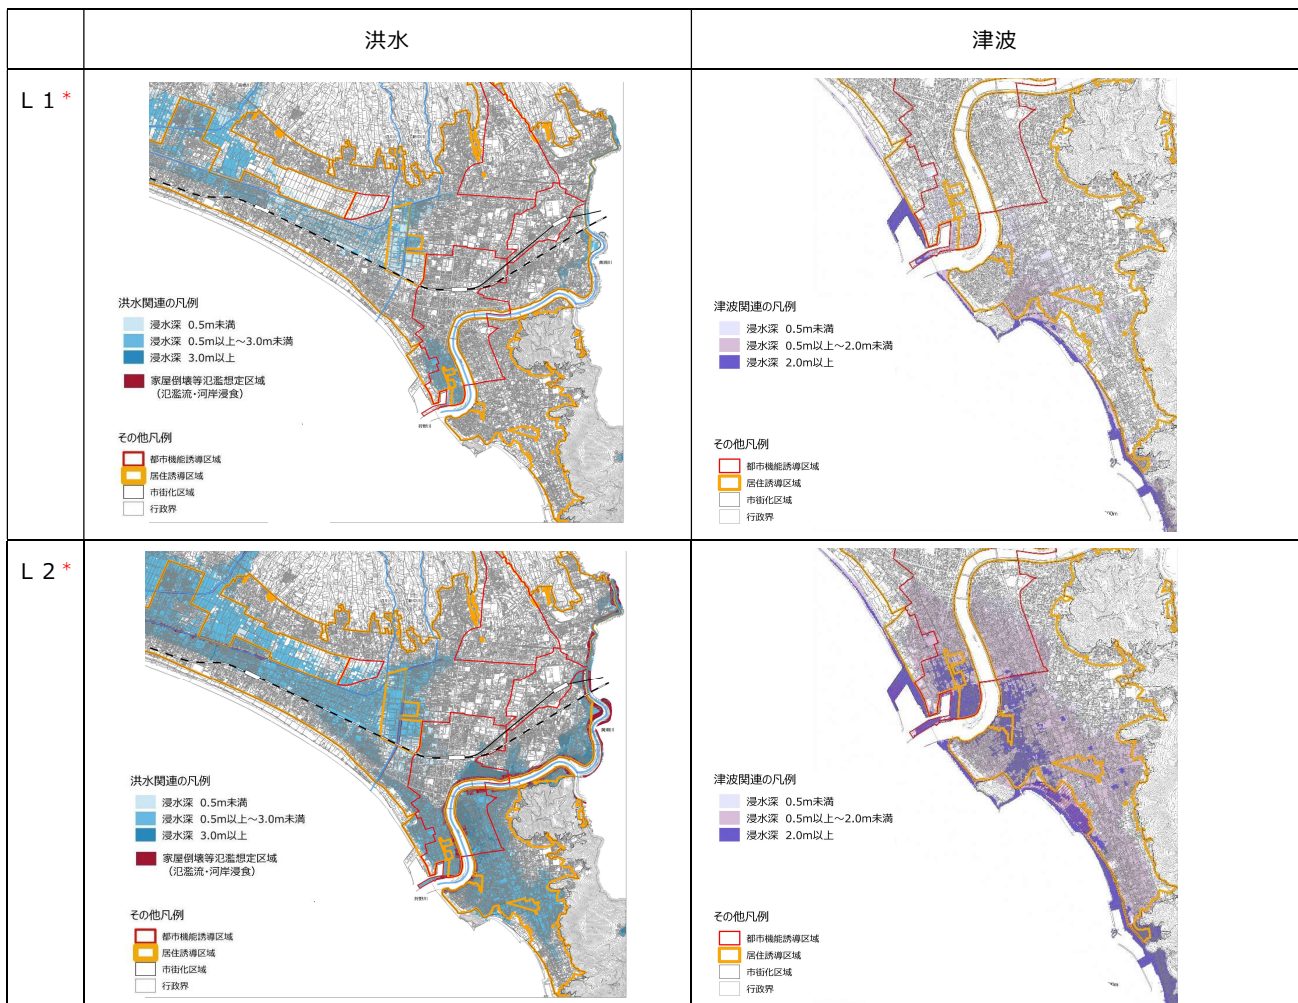 洪水
津波
L 1 *
洪水関連の凡例
浸水深 0.5m未満
浸水深 0.5m以上～3.0m未満
浸水深 3.0m以上
家屋倒壊等氾濫想定区域
（氾濫流・河岸浸食）
その他凡例
都市機能誘導区域
居住誘導区域
市街化区域
行政界
狩野川
黄瀬川
津波関連の凡例
浸水深 0.5m未満
浸水深 0.5m以上～2.0m未満
浸水深 2.0m以上
その他凡例
都市機能誘導区域
居住誘導区域
市街化区域
行政界
L 2 *
洪水関連の凡例
浸水深 0.5m未満
浸水深 0.5m以上～3.0m未満
浸水深 3.0m以上
家屋倒壊等氾濫想定区域
（氾濫流・河岸浸食）
その他凡例
都市機能誘導区域
居住誘導区域
市街化区域
行政界
狩野川
黄瀬川
津波関連の凡例
浸水深 0.5m未満
浸水深 0.5m以上～2.0m未満
浸水深 2.0m以上
その他凡例
都市機能誘導区域
居住誘導区域
市街化区域
行政界